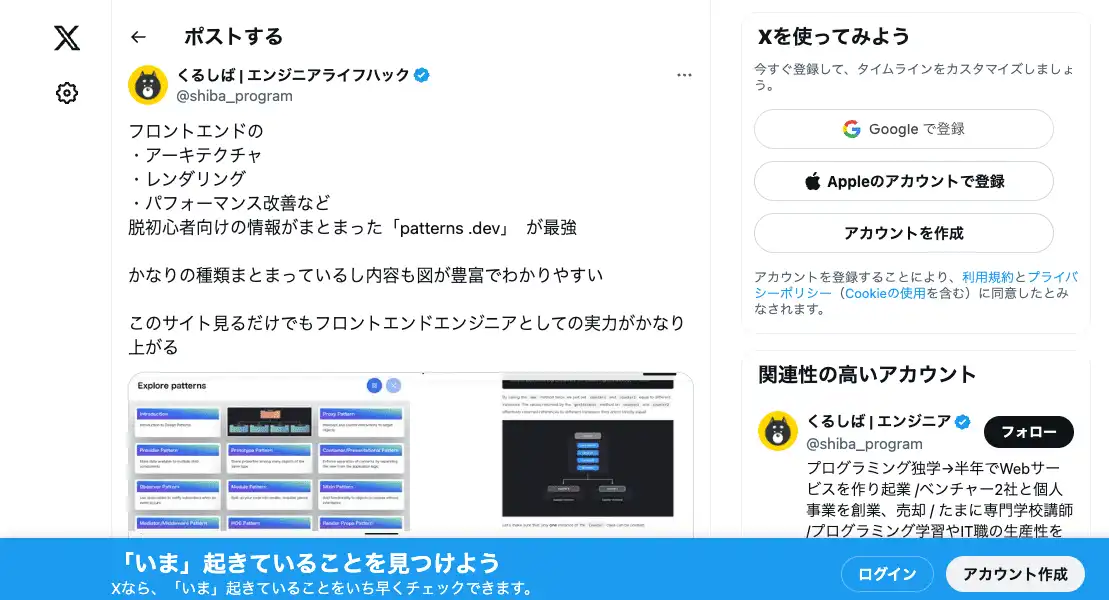 ポストする
くるしば | エンジニアライフハック
@shiba_program
フロントエンドの
・アーキテクチャ
・レンダリング
・パフォーマンス改善など
脱初心者向けの情報がまとまった「patterns .dev」 が最強
かなりの種類まとまっているし内容も図が豊富でわかりやすい
このサイト見るだけでもフロントエンドエンジニアとしての実力がかなり
上がる
Explore patterns
Introduction
Proxy Pattern
Provider Pattern
Prototype Pattern
Container/Presentational Pattern
Observer Pattern
Module Pattern
Mixin Pattern
Mediator/Middleware Pattern
HOC Pattern
Render Props Pattern
Xを使ってみよう
今すぐ登録して、タイムラインをカスタマイズしましょ
う。
Google で登録
Appleのアカウントで登録
アカウントを作成
アカウントを登録することにより、利用規約とプライバ
シーポリシー（Cookieの使用を含む）に同意したとみ
なされます。
関連性の高いアカウント
くるしば | エンジニア
@shiba_program
フォロー
プログラミング独学→半年でWebサー
ビスを作り起業 /ベンチャー2社と個人
事業を創業、売却 / たまに専門学校講師
/プログラミング学習やIT職の生産性を
「いま」起きていることを見つけよう
Xなら、「いま」起きていることをいち早くチェックできます。
ログイン
アカウント作成